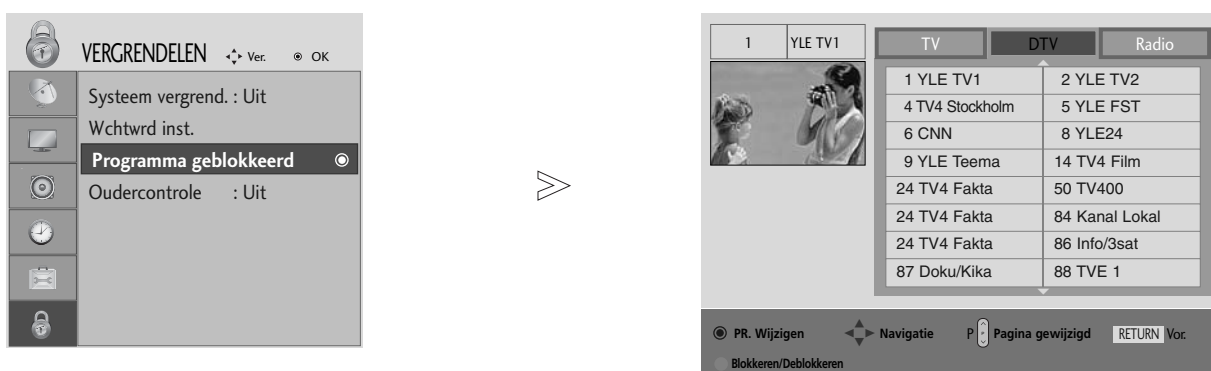 VERGRENDELEN Ver. OK
Systeem vergrend. : Uit
Wchtwrd inst.
Programma geblokkeerd
Oudercontrole : Uit
1 YLE TV1
TV DTV Radio
1 YLE TV1 2 YLE TV2
4 TV4 Stockholm 5 YLE FST
6 CNN 8 YLE24
9 YLE Teema 14 TV4 Film
24 TV4 Fakta 50 TV400
24 TV4 Fakta 84 Kanal Lokal
24 TV4 Fakta 86 Info/3sat
87 Doku/Kika 88 TVE 1
PR. Wijzigen Navigatie P Pagina gewijzigd RETURN Vor.
Blokkeren/Deblokkeren